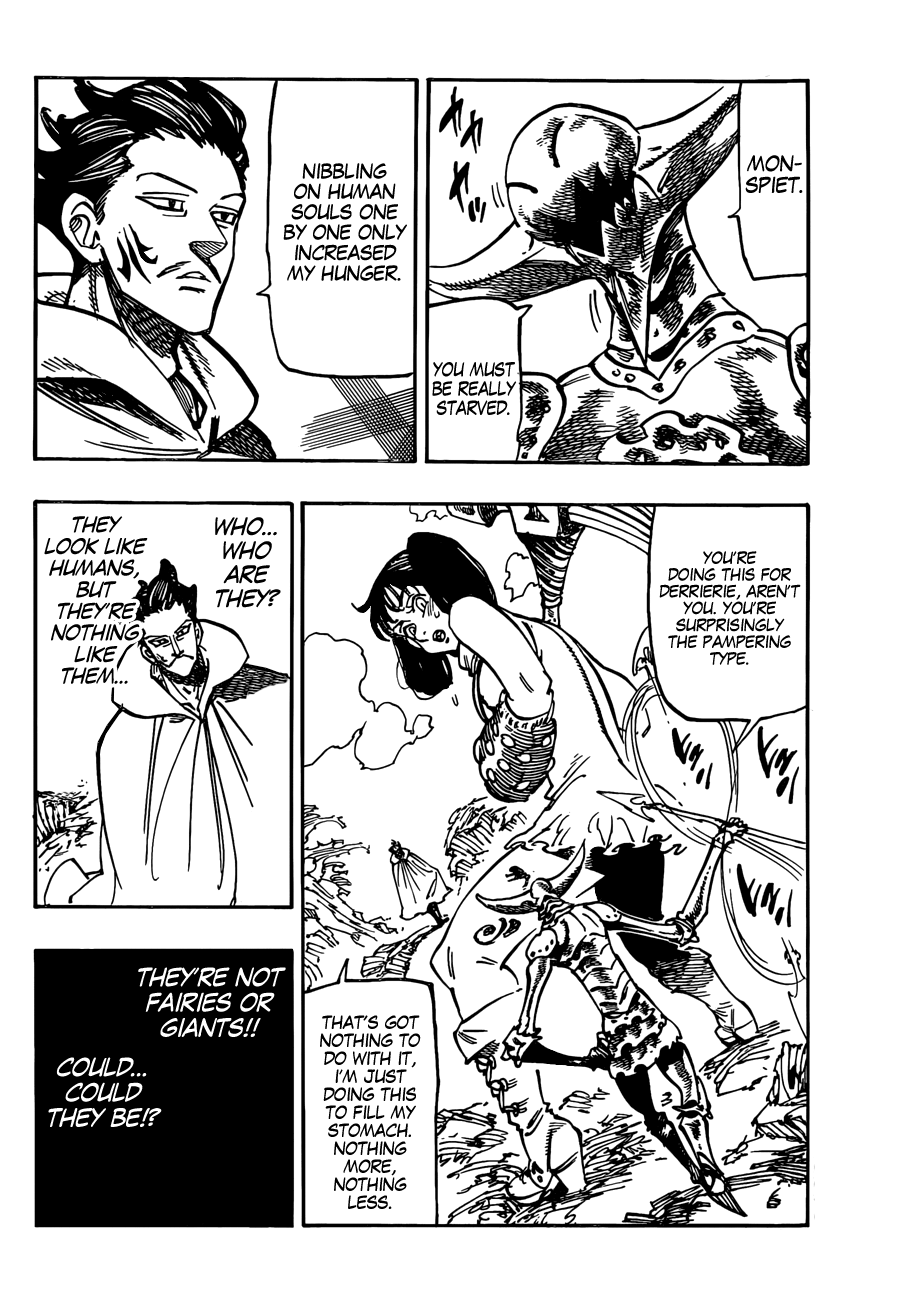 MON-
SPIET.
YOU MUST
BE REALLY
STARVED.
NIBBLING
ON HUMAN
SOULS ONE
BY ONE ONLY
INCREASED
MY HUNGER.
YOU'RE
DOING THIS FOR
DERRIERIE, AREN'T
YOU. YOU'RE
SURPRISINGLY
THE PAMPERING
TYPE.
THAT'S GOT
NOTHING TO
DO WITH IT,
I'M JUST
DOING THIS
TO FILL MY
STOMACH.
NOTHING
MORE,
NOTHING
LESS.
WHO...
WHO
ARE
THEY?
THEY
LOOK LIKE
HUMANS,
BUT
THEY'RE
NOTHING
LIKE
THEM...
THEY'RE NOT
FAIRIES OR
GIANTS!!
COULD...
COULD
THEY BE!?